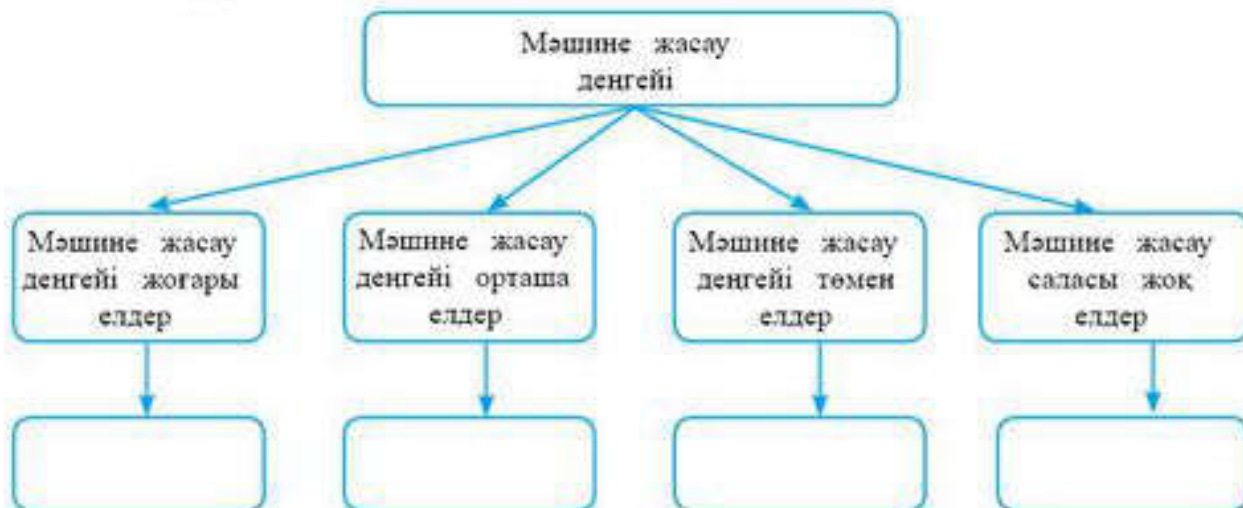 Мәшине жасау
деңгейі
Мәшине жасау
деңгейі жоғары
елдер
Мәшине жасау
деңгейі орташа
елдер
Мәшине жасау
деңгейі төмен
елдер
Мәшине жасау
саласы жоқ
елдер